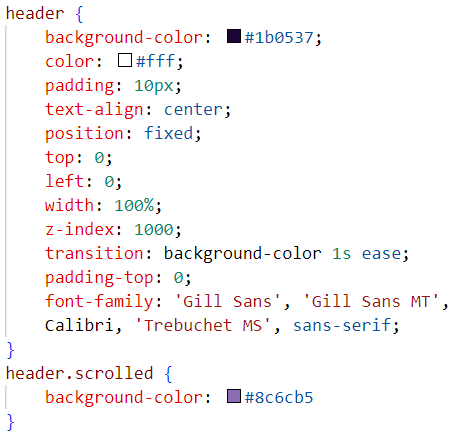 header {
background-color: #1b0537;
color: #fff;
padding: 10px;
text-align: center;
position: fixed;
top: 0;
left: 0;
width: 100%;
z-index: 1000;
transition: background-color 1s ease;
padding-top: 0;
font-family: 'Gill Sans', 'Gill Sans MT',
Calibri, 'Trebuchet MS', sans-serif;
}
header.scrolled {
background-color: #8c6cb5
}